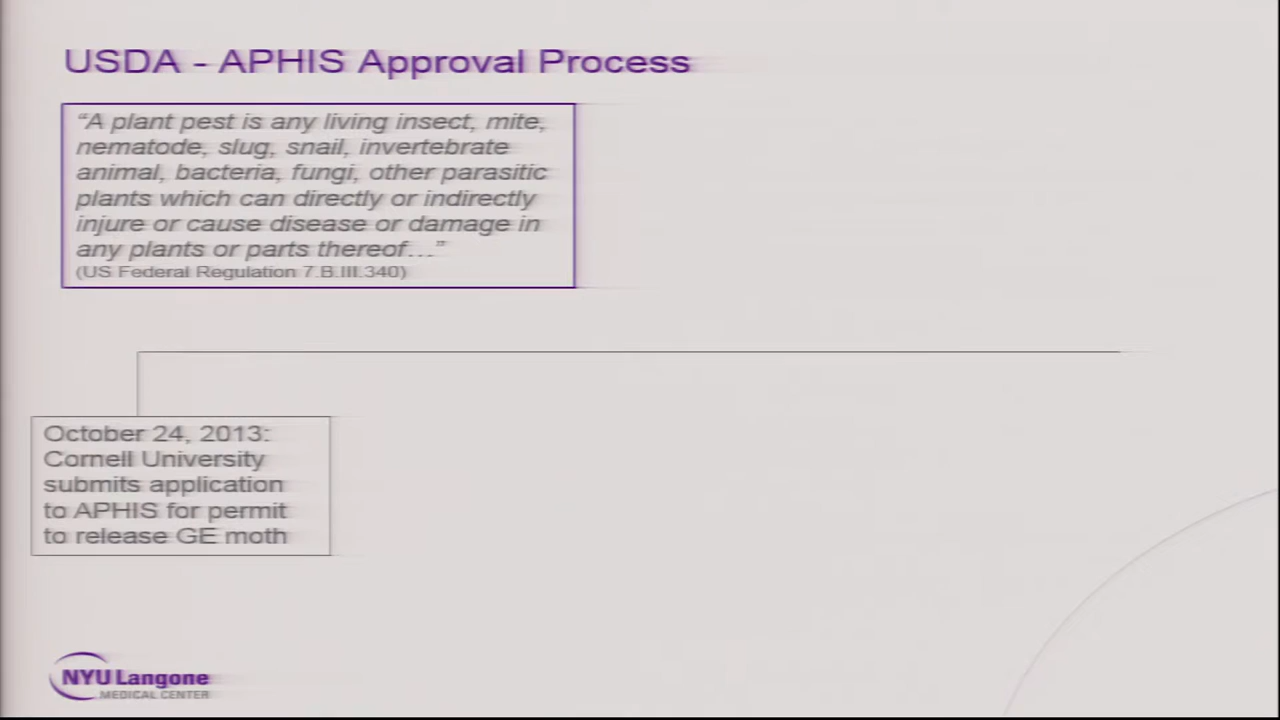 USDA - APHIS Approval Process
“A plant pest is any living insect, mite,
nematode, slug, snail, invertebrate
animal, bacteria, fungi, other parasitic
plants which can directly or indirectly
injure or cause disease or damage in
any plants or parts thereof…”
(US Federal Regulation 7.B.III.340)
October 24, 2013:
Cornell University
submits application
to APHIS for permit
to release GE moth
NYU Langone
MEDICAL CENTER